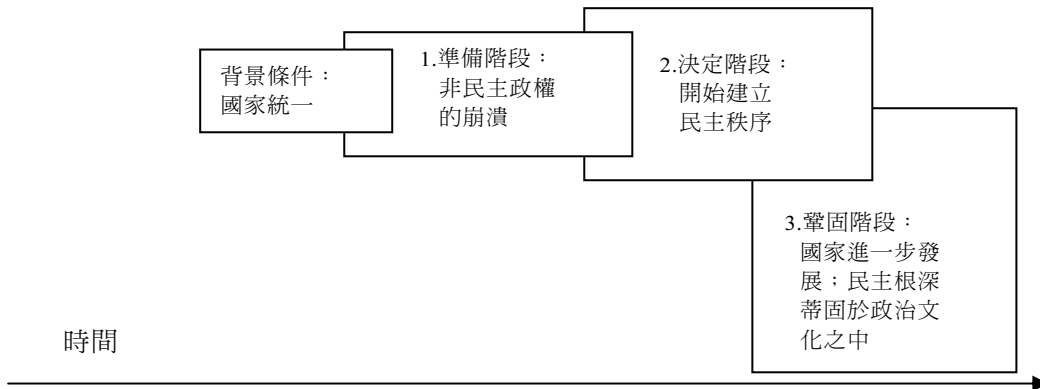 背景條件：
國家統一
1.準備階段：
非民主政權
的崩潰
2.決定階段：
開始建立
民主秩序
3.鞏固階段：
國家進一步發
展；民主根深
蒂固於政治文
化之中
時間